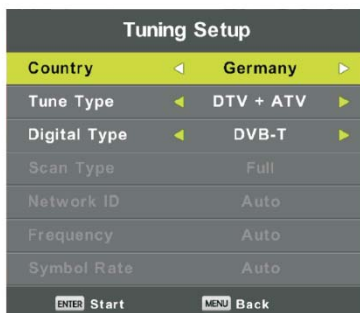 Tuning Setup
Country Germany
Tune Type DTV + ATV
Digital Type DVB-T
Scan Type Full
Network ID Auto
Frequency Auto
Symbol Rate Auto
ENTER Start MENU Back